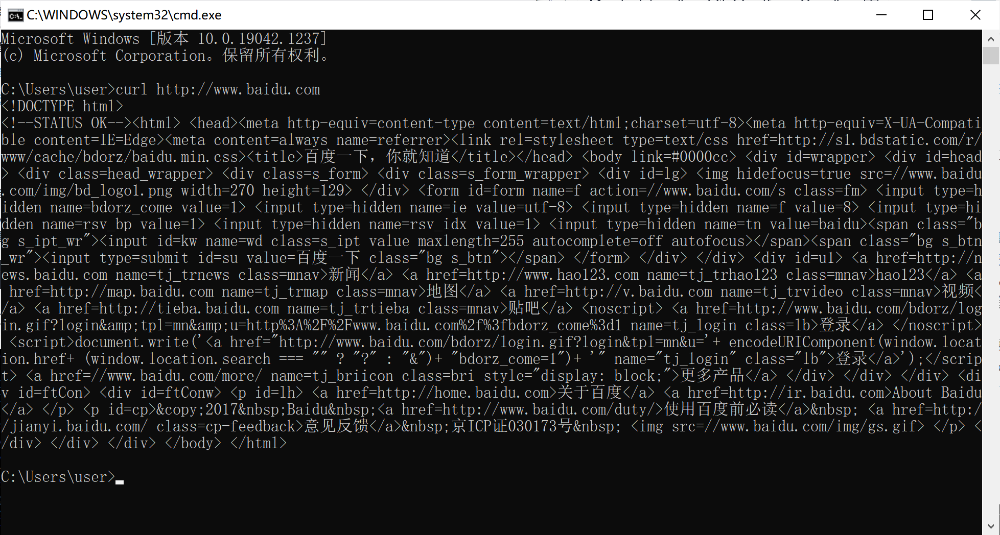 C:\WINDOWS\system32\cmd.exe
Microsoft Windows [版本 10.0.19042.1237]
(c) Microsoft Corporation。保留所有权利。
C:\Users\user>curl http://www.baidu.com
<!DOCTYPE html>
<!--STATUS OK--><html> <head><meta http-equiv=content-type content=text/html;charset=utf-8><meta http-equiv=X-UA-Compati
ble content=IE=Edge><meta content=always name=referrer><link rel=stylesheet type=text/css href=http://s1.bdstatic.com/r/
www/cache/bdorz/baidu.min.css><title>百度一下，你就知道</title></head> <body link=#0000cc> <div id=wrapper> <div id=head
> <div class=head_wrapper> <div class=s_form> <div class=s_form_wrapper> <div id=lg> <img hidefocus=true src=//www.baidu
.com/img/bd_logo1.png width=270 height=129> </div> <form id=form name=f action=//www.baidu.com/s class=fm> <input type=h
idden name=bdorz_come value=1> <input type=hidden name=ie value=utf-8> <input type=hidden name=f value=8> <input type=hi
dden name=rsv_bp value=1> <input type=hidden name=rsv_idx value=1> <input type=hidden name=tn value=baidu><span class="b
g s_ipt_wr"><input id=kw name=wd class=s_ipt value maxlength=255 autocomplete=off autofocus></span><span class="bg s_btn
_wr"><input type=submit id=su value=百度一下 class="bg s_btn"></span> </form> </div> </div> <div id=u1> <a href=http://n
ews.baidu.com name=tj_trnews class=mnav>新闻</a> <a href=http://www.hao123.com name=tj_trhao123 class=mnav>hao123</a> <a
 href=http://map.baidu.com name=tj_trmap class=mnav>地图</a> <a href=http://v.baidu.com name=tj_trvideo class=mnav>视频<
/a> <a href=http://tieba.baidu.com name=tj_trtieba class=mnav>贴吧</a> <noscript> <a href=http://www.baidu.com/bdorz/log
in.gif?login&amp;tpl=mn&amp;u=http%3A%2F%2Fwww.baidu.com%2f%3fbdorz_come%3d1 name=tj_login class=lb>登录</a> </noscript>
 <script>document.write('<a href="http://www.baidu.com/bdorz/login.gif?login&tpl=mn&u='+ encodeURIComponent(window.locat
ion.href+ (window.location.search === "" ? "?" : "&")+ "bdorz_come=1")+ '" name="tj_login" class="lb">登录</a>');</scrip
t> <a href=//www.baidu.com/more/ name=tj_briicon class=bri style="display: block;">更多产品</a> </div> </div> </div> <di
v id=ftCon> <div id=ftConw> <p id=lh> <a href=http://home.baidu.com>关于百度</a> <a href=http://ir.baidu.com>About Baidu
</a> </p> <p id=cp>&copy;2017&nbsp;Baidu&nbsp;<a href=http://www.baidu.com/duty/>使用百度前必读</a>&nbsp; <a href=http:/
/jianyi.baidu.com/ class=cp-feedback>意见反馈</a>&nbsp;京ICP证030173号&nbsp; <img src=//www.baidu.com/img/gs.gif> </p> <
/div> </div> </div> </body> </html>
C:\Users\user>